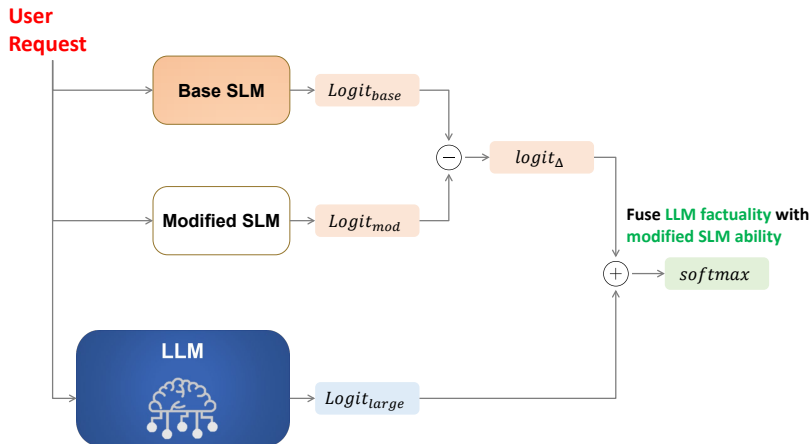 User
Request
Base SLM
Logit_base
−
logit_Δ
Modified SLM
Logit_mod
Fuse LLM factuality with
modified SLM ability
+
softmax
LLM
Logit_large